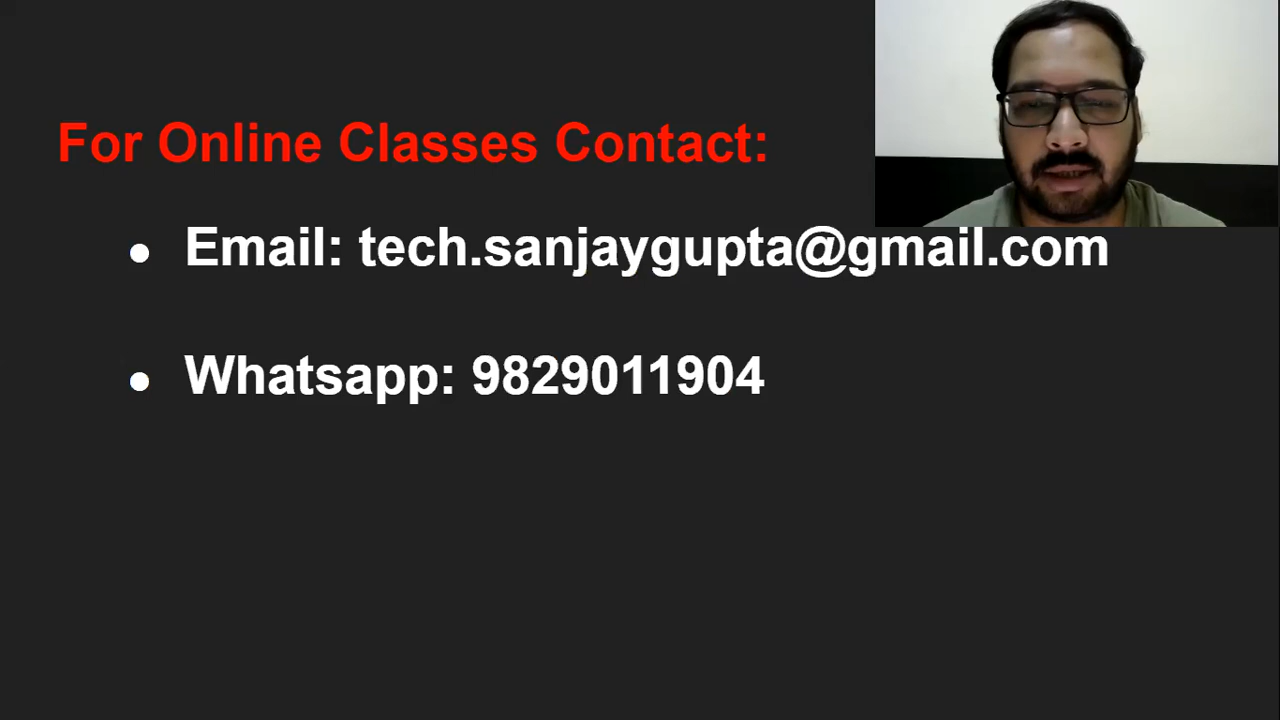 For Online Classes Contact:
● Email: tech.sanjaygupta@gmail.com
● Whatsapp: 9829011904